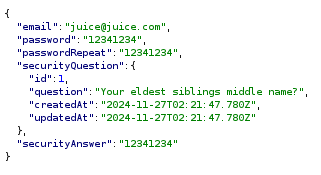 {
  "email":"juice@juice.com",
  "password":"12341234",
  "passwordRepeat":"12341234",
  "securityQuestion":{
    "id":1,
    "question":"Your eldest siblings middle name?",
    "createdAt":"2024-11-27T02:21:47.780Z",
    "updatedAt":"2024-11-27T02:21:47.780Z"
  },
  "securityAnswer":"12341234"
}